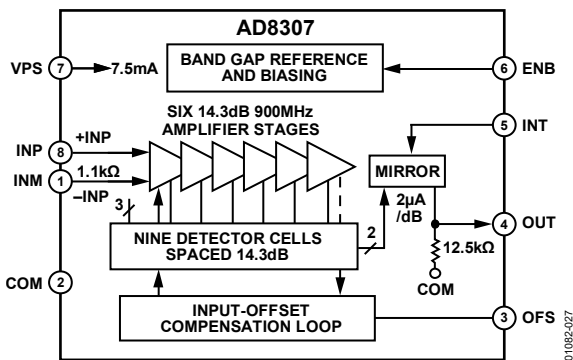 AD8307
BAND GAP REFERENCE
AND BIASING
VPS
7
7.5mA
6
ENB
SIX 14.3dB 900MHz
AMPLIFIER STAGES
5
INT
INP
8
+INP
MIRROR
INM
1
1.1kΩ
–INP
2µA
/dB
3
4
OUT
NINE DETECTOR CELLS
SPACED 14.3dB
2
12.5kΩ
COM
COM
2
INPUT-OFFSET
COMPENSATION LOOP
3
OFS
01082-027